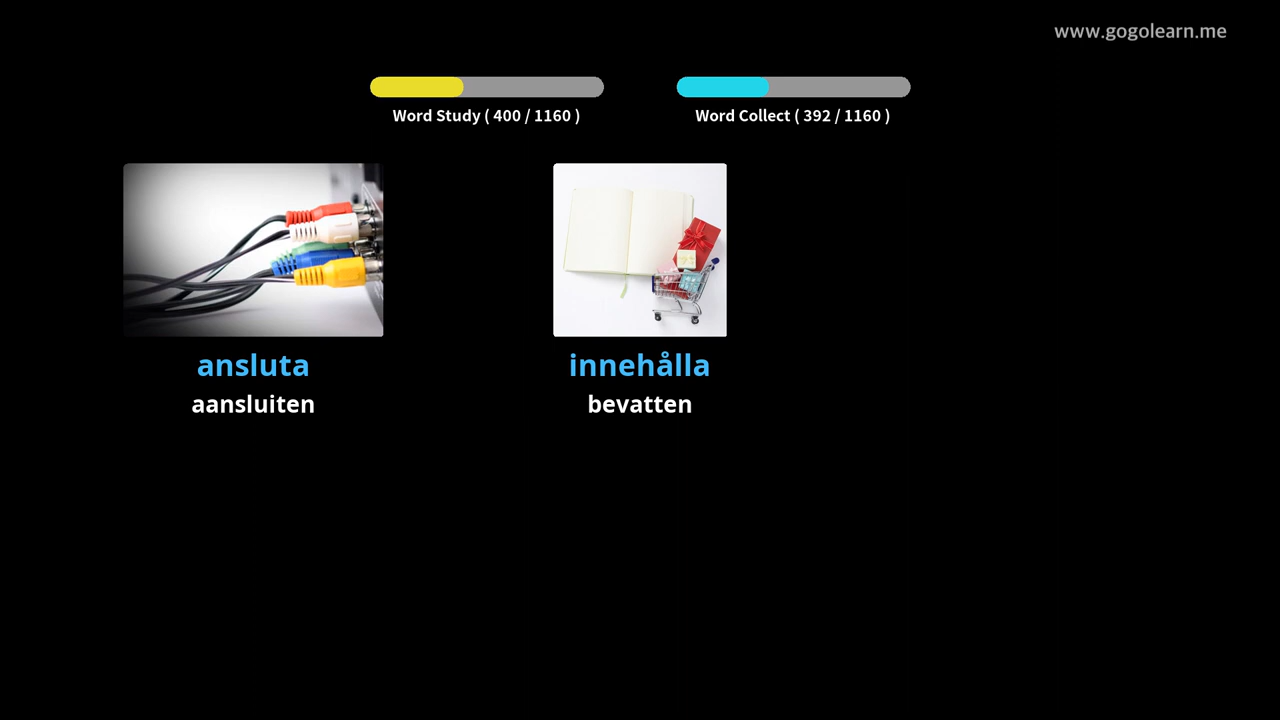 www.gogolearn.me
Word Study ( 400 / 1160 )
Word Collect ( 392 / 1160 )
ansluta
innehålla
aansluiten
bevatten